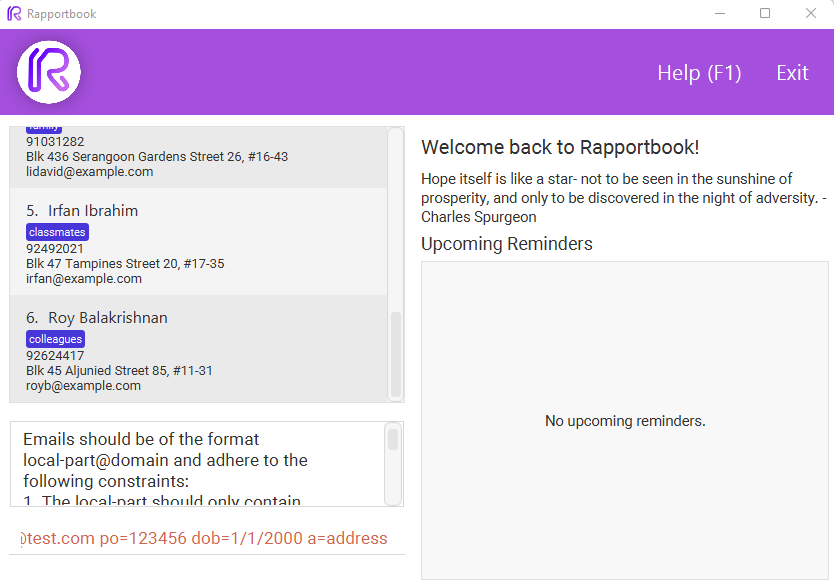 Rapportbook
Help (F1)
Exit
family
91031282
Blk 436 Serangoon Gardens Street 26, #16-43
lidavid@example.com
5. Irfan Ibrahim
classmates
92492021
Blk 47 Tampines Street 20, #17-35
irfan@example.com
6. Roy Balakrishnan
colleagues
92624417
Blk 45 Aljunied Street 85, #11-31
royb@example.com
Emails should be of the format
local-part@domain and adhere to the
following constraints:
1. The local-part should only contain
@test.com po=123456 dob=1/1/2000 a=address
Welcome back to Rapportbook!
Hope itself is like a star- not to be seen in the sunshine of
prosperity, and only to be discovered in the night of adversity. -
Charles Spurgeon
Upcoming Reminders
No upcoming reminders.